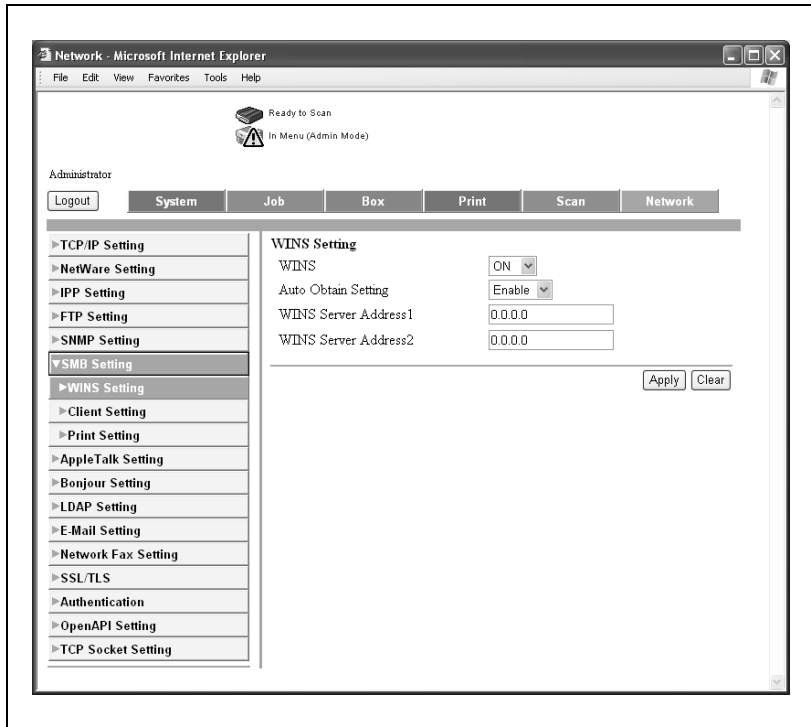 Network - Microsoft Internet Explorer
File Edit View Favorites Tools Help
Ready to Scan
In Menu (Admin Mode)
Administrator
Logout System Job Box Print Scan Network
TCP/IP Setting
NetWare Setting
IPP Setting
FTP Setting
SNMP Setting
SMB Setting
WINS Setting
Client Setting
Print Setting
AppleTalk Setting
Bonjour Setting
LDAP Setting
E-Mail Setting
Network Fax Setting
SSL/TLS
Authentication
OpenAPI Setting
TCP Socket Setting
WINS Setting
WINS ON
Auto Obtain Setting Enable
WINS Server Address1 0.0.0.0
WINS Server Address2 0.0.0.0
Apply Clear